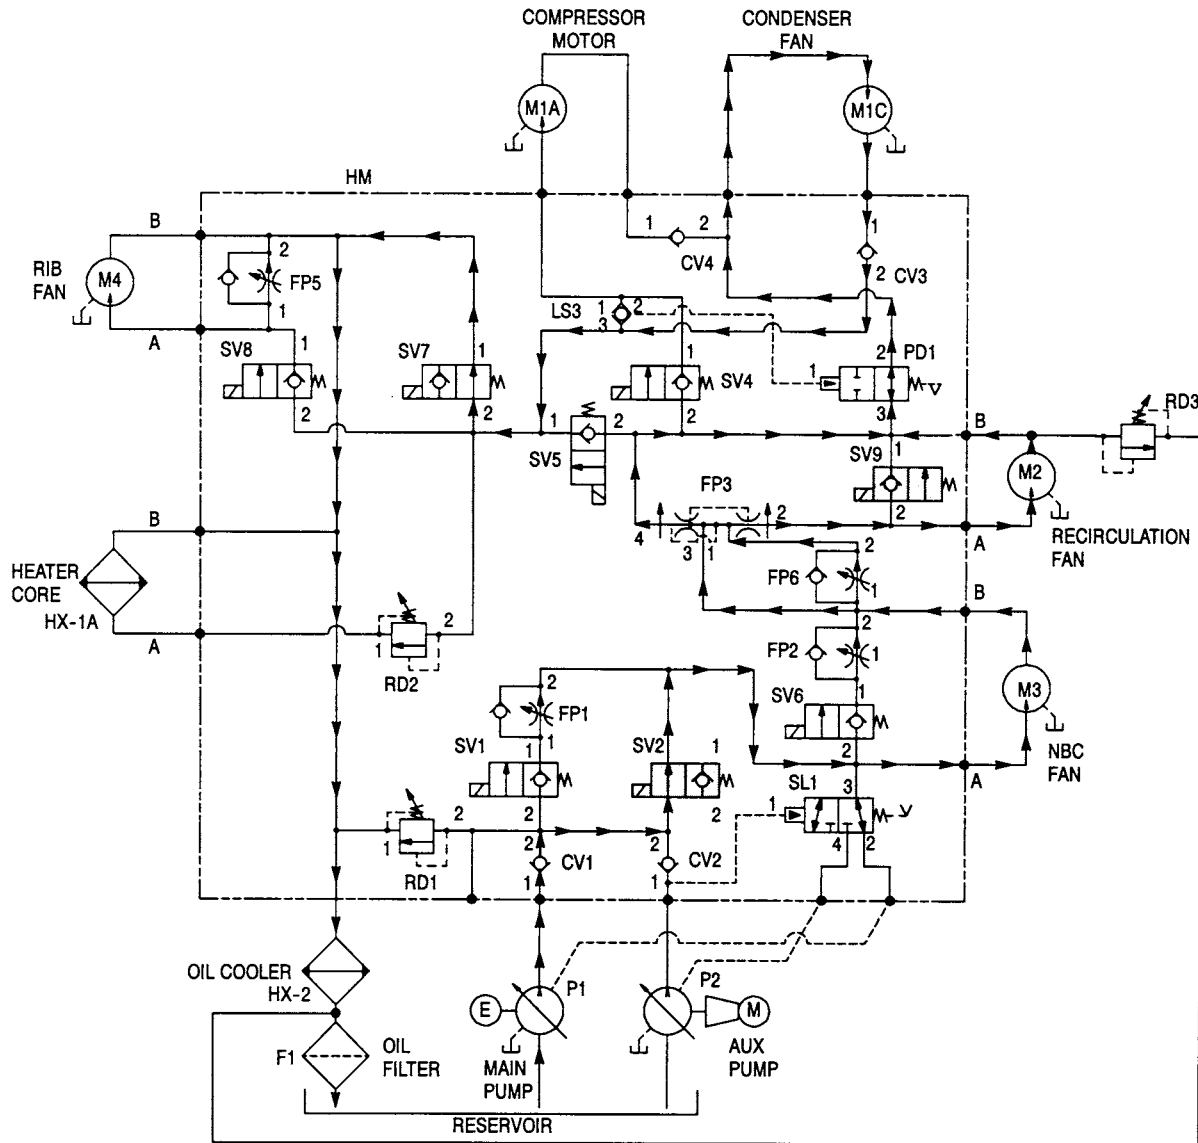 COMPRESSOR
MOTOR
CONDENSER
FAN
M1A
M1C
HM
B
1
2
1
RIB
FAN
M4
2
FP5
CV4
2
CV3
1
LS3
1
2
3
A
SV8
1
SV7
1
1
2
PD1
SV4
3
RD3
2
2
1
2
2
B
SV5
SV9
1
M2
FP3
2
2
4
3
1
A
RECIRCULATION
FAN
B
2
HEATER
CORE
FP6
1
B
HX-1A
2
A
1
2
FP2
1
RD2
2
SV6
1
M3
FP1
1
SV1
1
SV2
1
2
A
NBC
FAN
SL1
3
1
2
2
2
4
2
1
2
CV1
2
CV2
RD1
1
1
OIL COOLER
HX-2
P1
P2
E
M
F1
OIL
FILTER
MAIN
PUMP
AUX
PUMP
RESERVOIR